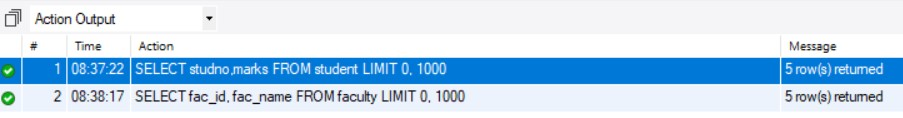 Action Output
# Time Action Message
1 08:37:22 SELECT studno,marks FROM student LIMIT 0, 1000 5 row(s) returned
2 08:38:17 SELECT fac_id, fac_name FROM faculty LIMIT 0, 1000 5 row(s) returned